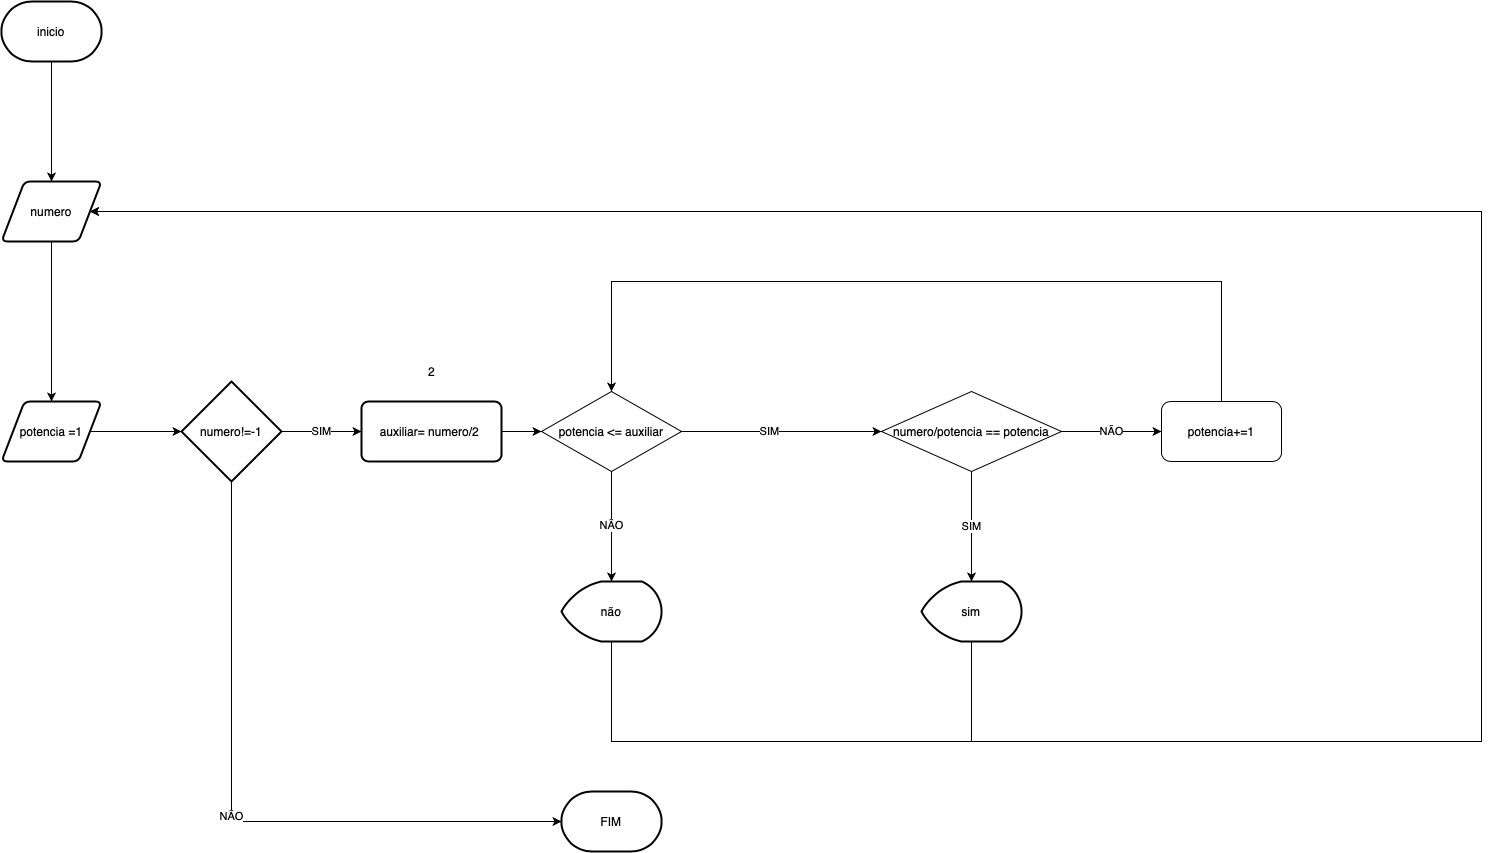 inicio
numero
2
potencia =1
numero!=-1
SIM
auxiliar= numero/2
potencia <= auxiliar
SIM
numero/potencia == potencia
NÃO
potencia+=1
NÃO
SIM
não
sim
NÃO
FIM